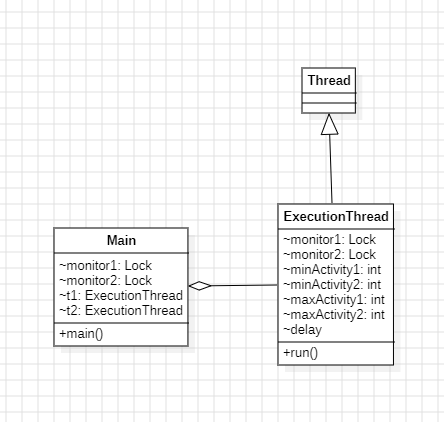 Thread
ExecutionThread
~monitor1: Lock
~monitor2: Lock
~minActivity1: int
~minActivity2: int
~maxActivity1: int
~maxActivity2: int
~delay
+run()
Main
~monitor1: Lock
~monitor2: Lock
~t1: ExecutionThread
~t2: ExecutionThread
+main()